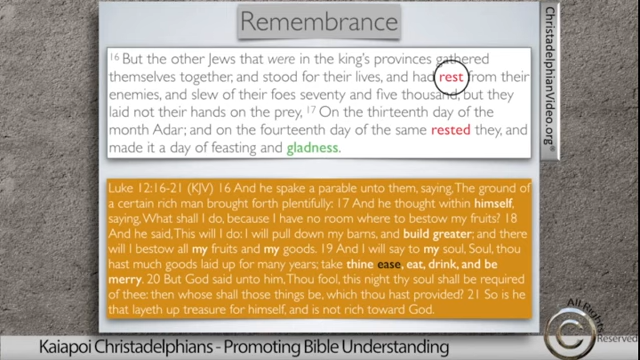 Remembrance
16 But the other Jews that were in the king's provinces gathered
themselves together, and stood for their lives, and had rest from their
enemies, and slew of their foes seventy and five thousand, but they
laid not their hands on the prey, 17 On the thirteenth day of the
month Adar; and on the fourteenth day of the same rested they, and
made it a day of feasting and gladness.
Luke 12:16-21 (KJV) 16 And he spake a parable unto them, saying, The ground of
a certain rich man brought forth plentifully: 17 And he thought within himself,
saying, What shall I do, because I have no room where to bestow my fruits? 18
And he said, This will I do: I will pull down my barns, and build greater; and there
will I bestow all my fruits and my goods. 19 And I will say to my soul, Soul, thou
hast much goods laid up for many years; take thine ease, eat, drink, and be
merry. 20 But God said unto him, Thou fool, this night thy soul shall be required
of thee: then whose shall those things be, which thou hast provided? 21 So is he
that layeth up treasure for himself, and is not rich toward God.
ChristadelphianVideo.org®
All Rights
C
Reserved
Kaiapoi Christadelphians - Promoting Bible Understanding